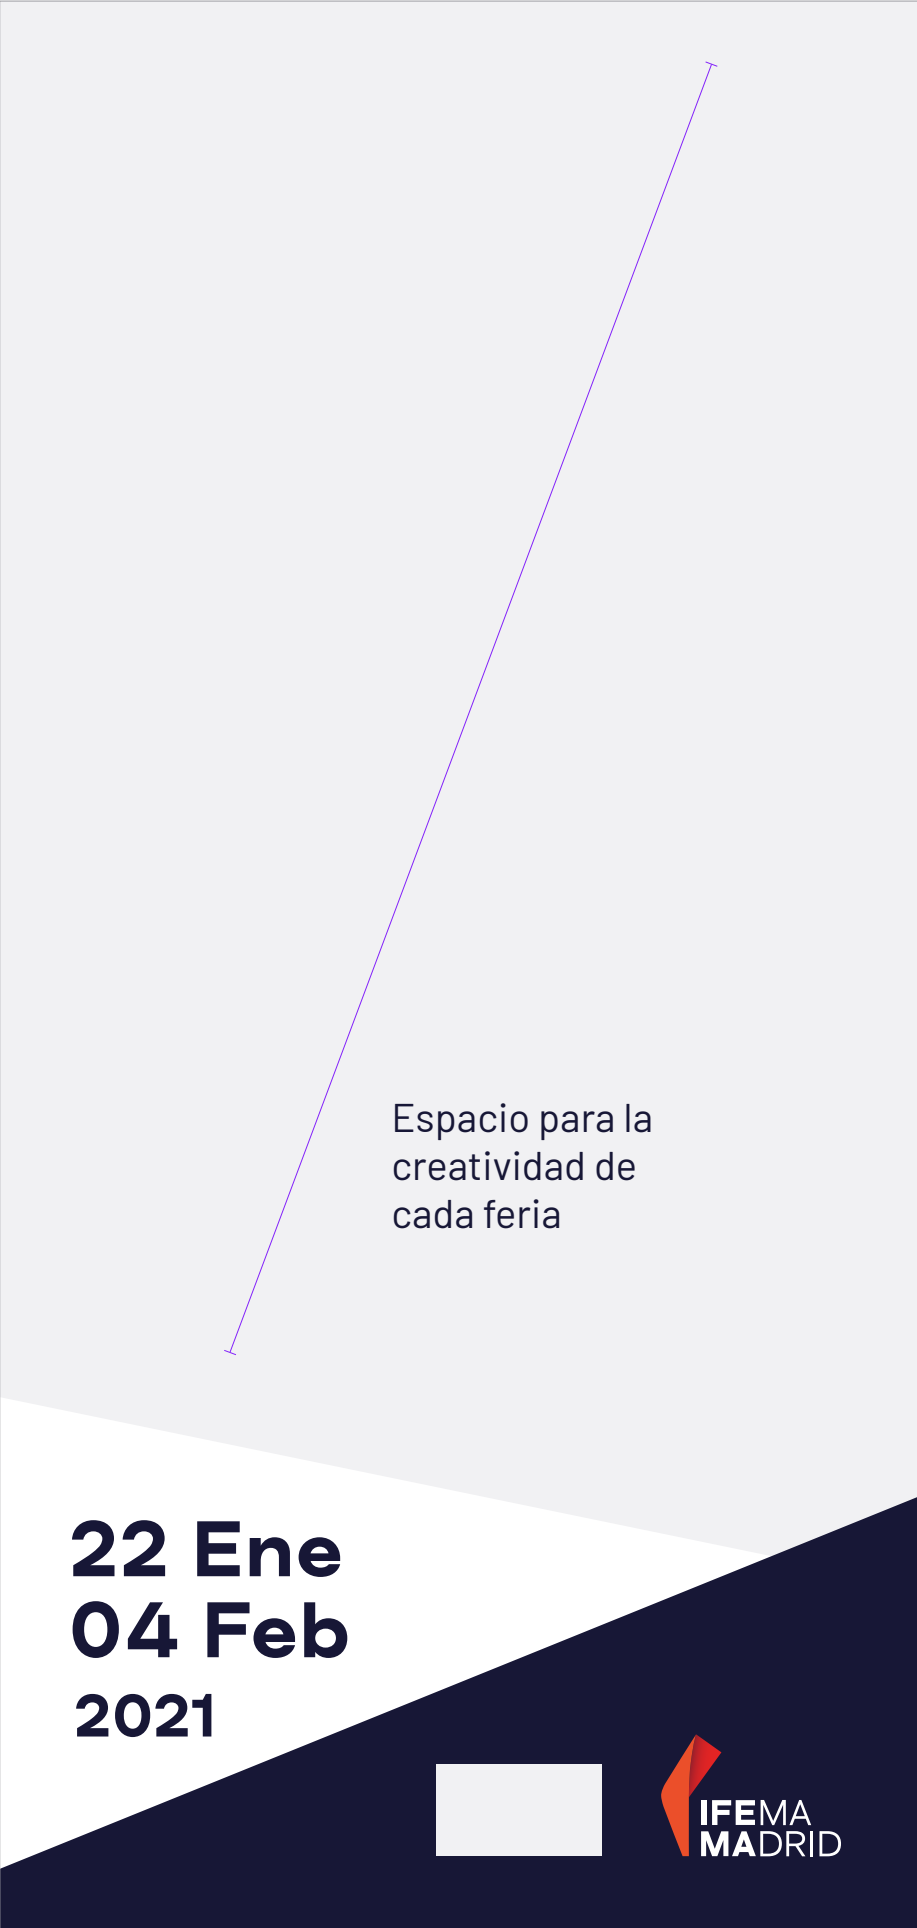 Espacio para la
creatividad de
cada feria
22 Ene
04 Feb
2021
IFEMA
MADRID